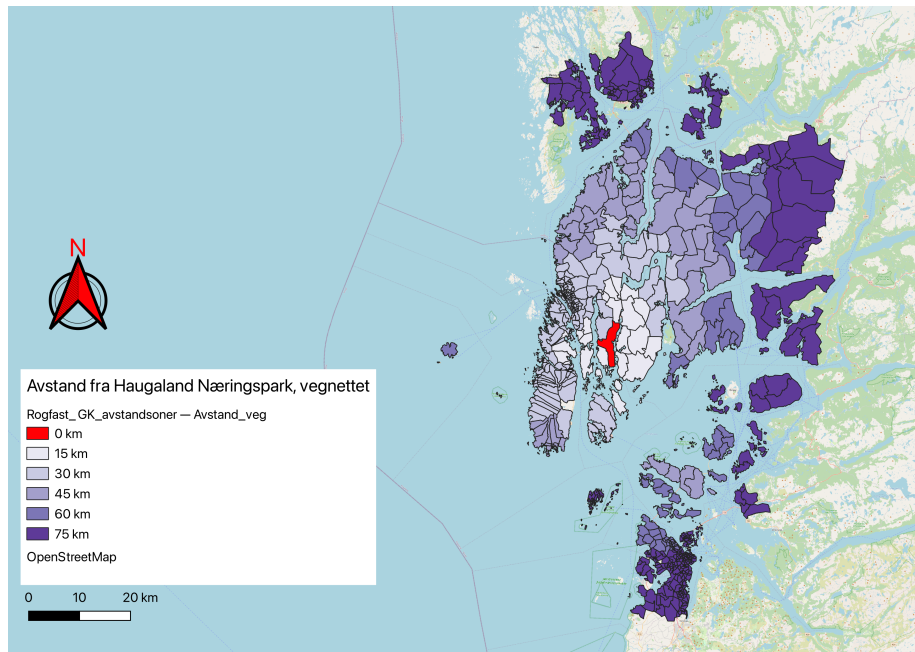 N
Avstand fra Haugaland Næringspark, vegnettet
Rogfast_ GK_avstandsoner — Avstand_veg
0 km
15 km
30 km
45 km
60 km
75 km
OpenStreetMap
0 10 20 km